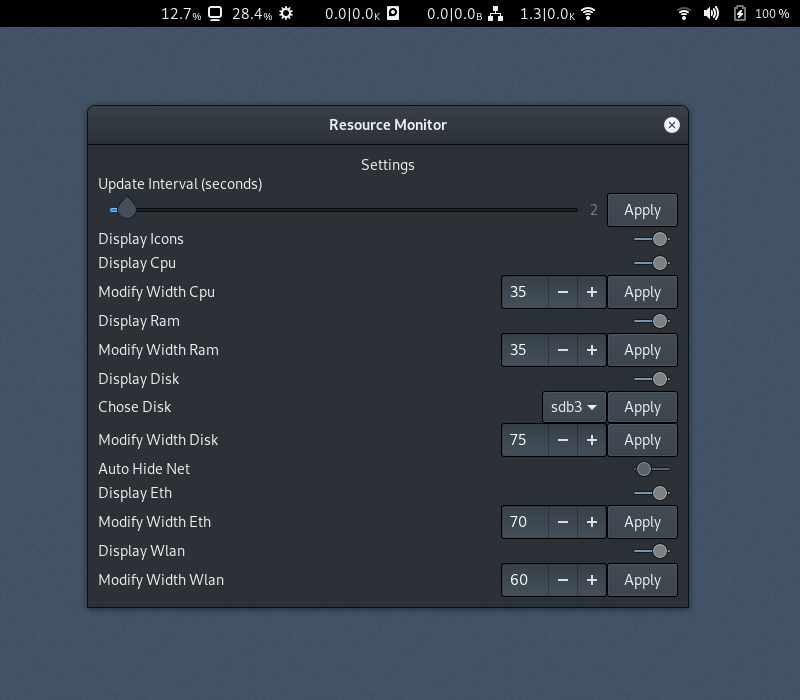 12.7% 28.4% 0.0|0.0K 0.0|0.0B 1.3|0.0K 100 %
Resource Monitor
Settings
Update Interval (seconds)
2 Apply
Display Icons
Display Cpu
Modify Width Cpu 35 − + Apply
Display Ram
Modify Width Ram 35 − + Apply
Display Disk
Chose Disk sdb3 Apply
Modify Width Disk 75 − + Apply
Auto Hide Net
Display Eth
Modify Width Eth 70 − + Apply
Display Wlan
Modify Width Wlan 60 − + Apply